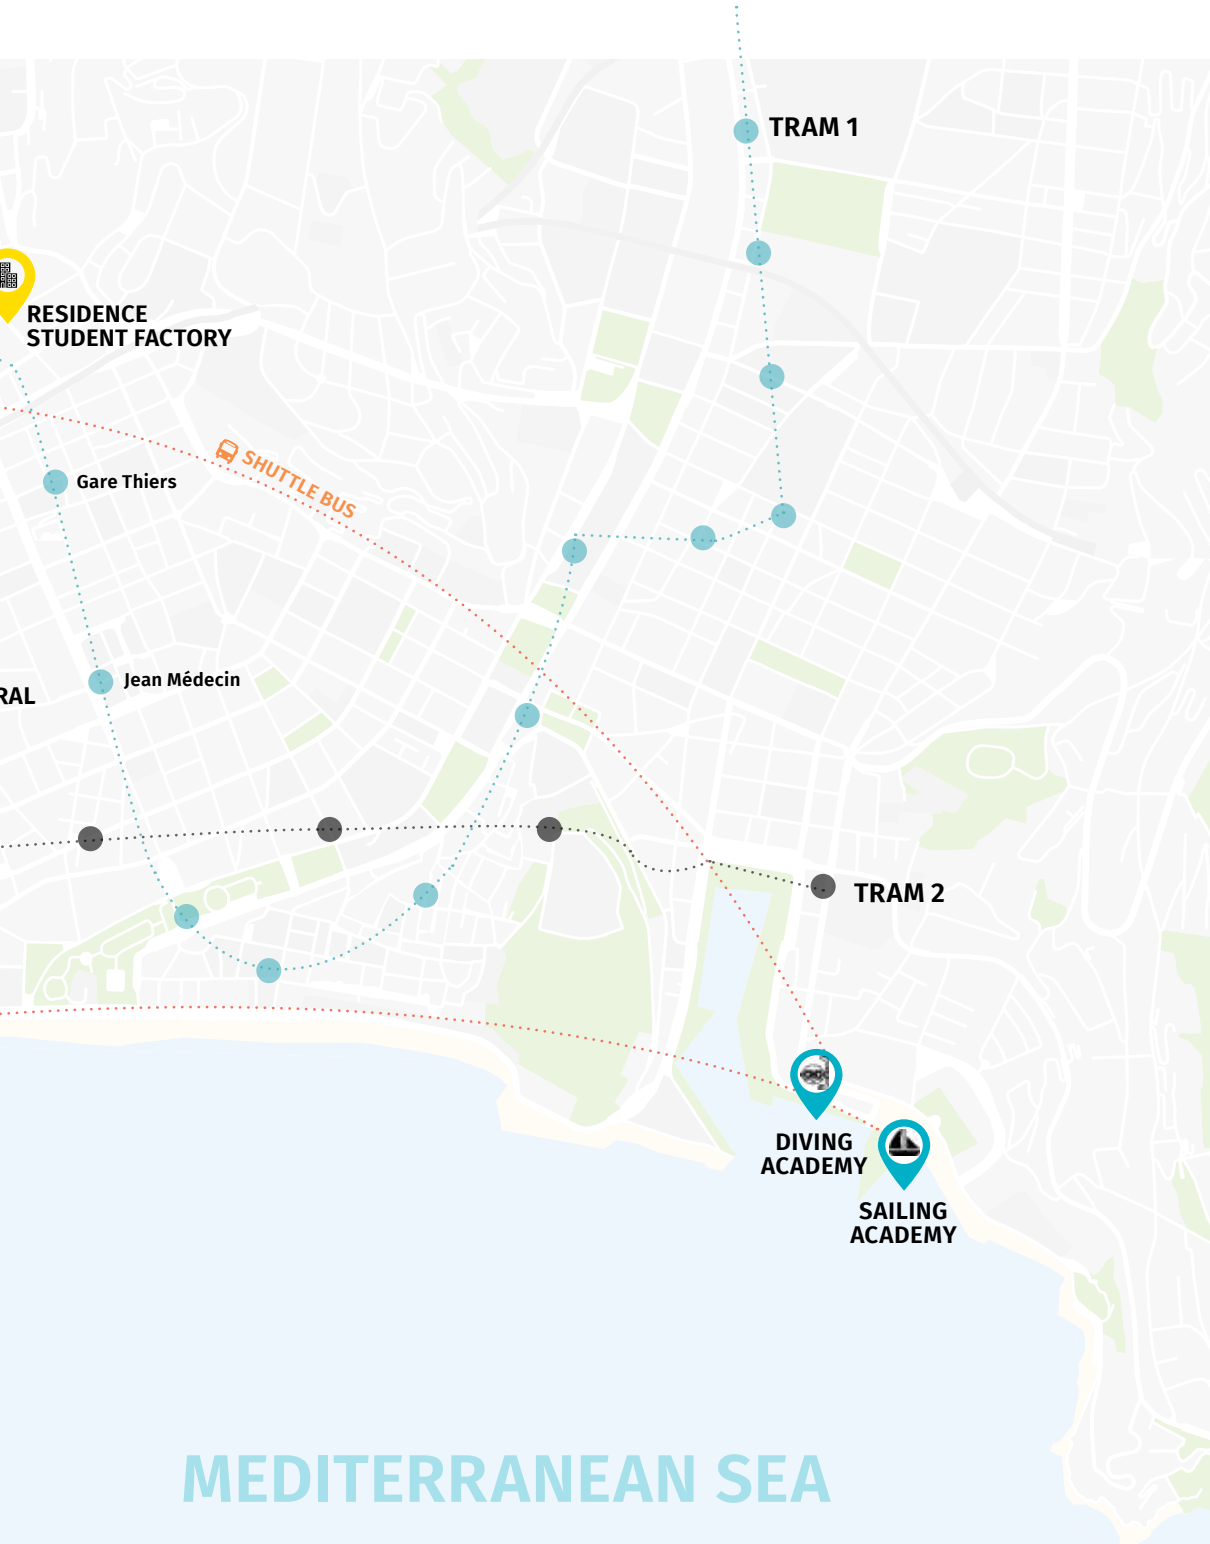 TRAM 1
RESIDENCE
STUDENT FACTORY
SHUTTLE BUS
Gare Thiers
Jean Médecin
RAL
TRAM 2
DIVING
ACADEMY
SAILING
ACADEMY
MEDITERRANEAN SEA